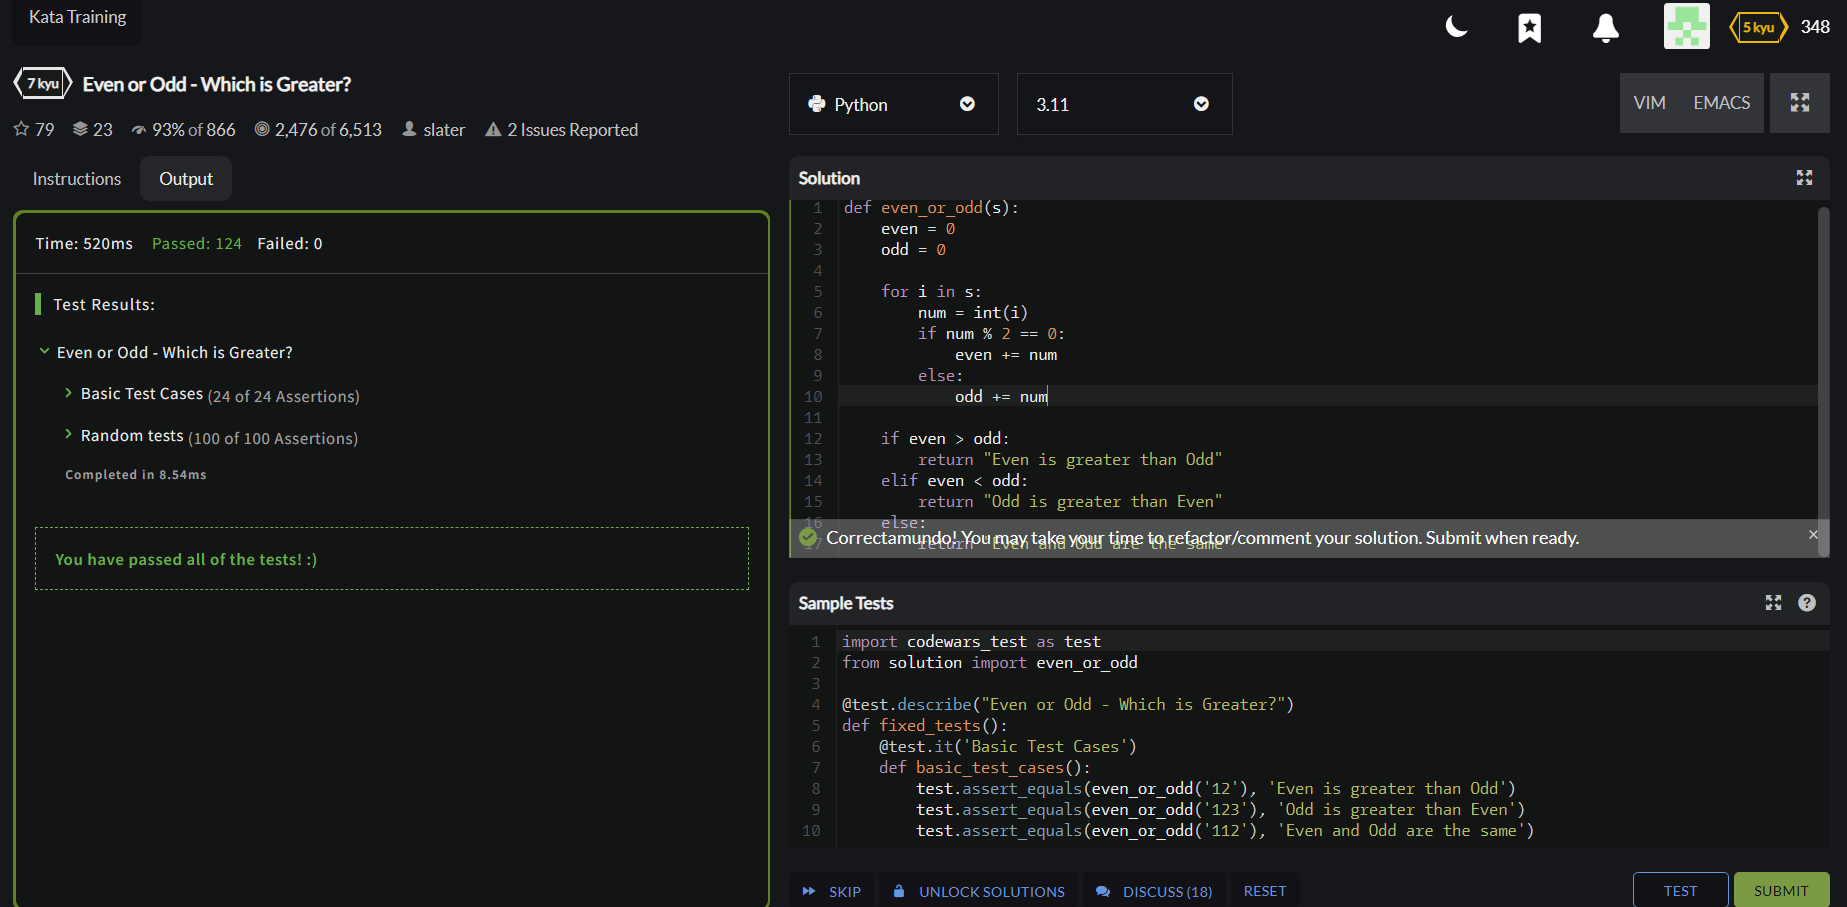 Kata Training
5 kyu 348
7 kyu Even or Odd - Which is Greater?
79 23 93% of 866 2,476 of 6,513 slater 2 Issues Reported
Instructions Output
Time: 520ms Passed: 124 Failed: 0
Test Results:
Even or Odd - Which is Greater?
Basic Test Cases (24 of 24 Assertions)
Random tests (100 of 100 Assertions)
Completed in 8.54ms
You have passed all of the tests! :)
Python 3.11 VIM EMACS
Solution
1 def even_or_odd(s):
2     even = 0
3     odd = 0
4
5     for i in s:
6         num = int(i)
7         if num % 2 == 0:
8             even += num
9         else:
10             odd += num
11
12     if even > odd:
13         return "Even is greater than Odd"
14     elif even < odd:
15         return "Odd is greater than Even"
16     else:
17         return "Even and Odd are the same"
Correctamundo! You may take your time to refactor/comment your solution. Submit when ready. ×
Sample Tests ?
1 import codewars_test as test
2 from solution import even_or_odd
3
4 @test.describe("Even or Odd - Which is Greater?")
5 def fixed_tests():
6     @test.it('Basic Test Cases')
7     def basic_test_cases():
8         test.assert_equals(even_or_odd('12'), 'Even is greater than Odd')
9         test.assert_equals(even_or_odd('123'), 'Odd is greater than Even')
10         test.assert_equals(even_or_odd('112'), 'Even and Odd are the same')
SKIP UNLOCK SOLUTIONS DISCUSS (18) RESET TEST SUBMIT